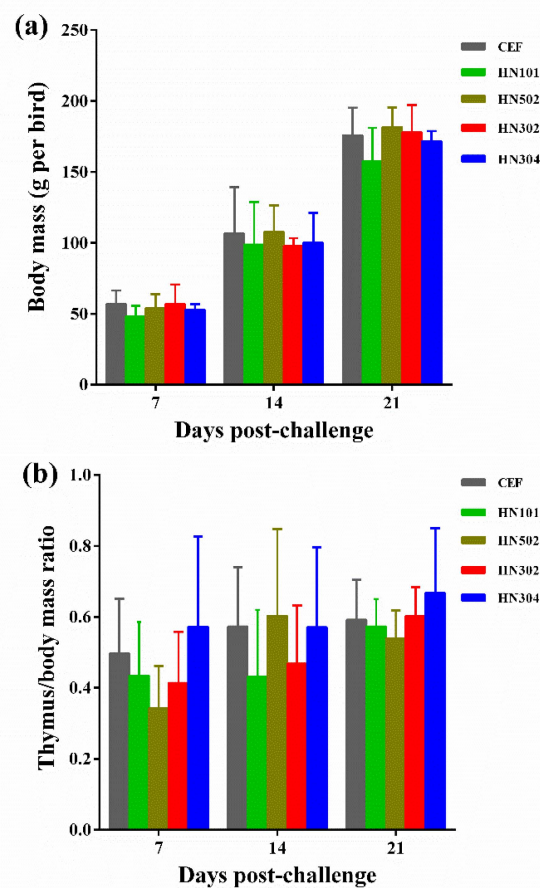 (a)
250
200
150
100
50
0
Body mass (g per bird)
7 14 21
Days post-challenge
CEF
HN101
HN502
HN302
HN304
(b)
1.0
0.8
0.6
0.4
0.2
0.0
Thymus/body mass ratio
7 14 21
Days post-challenge
CEF
HN101
HN502
HN302
HN304